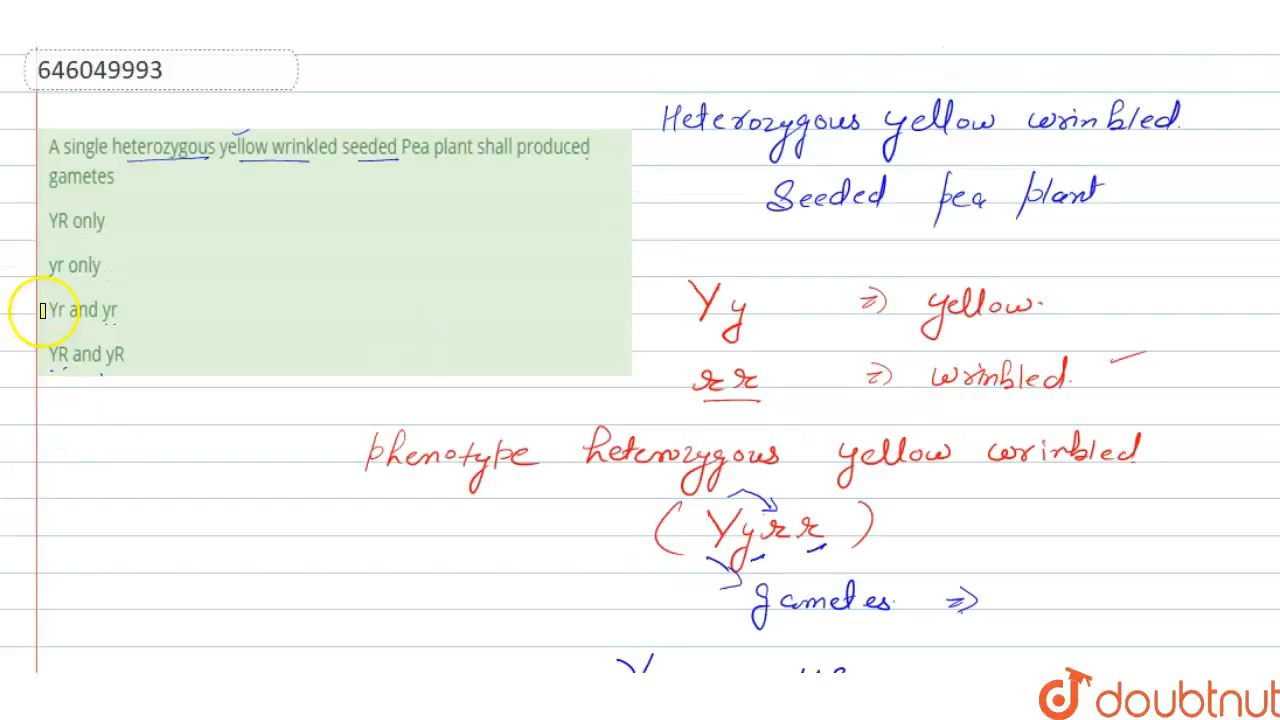 646049993
A single heterozygous yellow wrinkled seeded Pea plant shall produced
gametes
YR only
yr only
Yr and yr
YR and yR
Heterozygous yellow wrinkled.
Seeded pea plant
Yy ⇒ yellow.
rr ⇒ wrinkled.
phenotype heterozygous yellow wrinkled
(Yyrr)
gametes ⇒
doubtnut